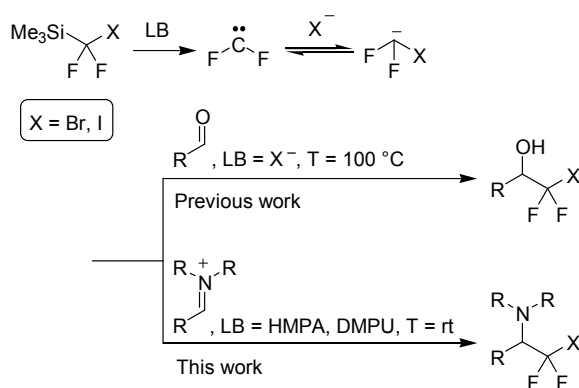 Me3Si X LB X−
F F F C̈ F F C̄ X F
X = Br, I
O
R , LB = X−, T = 100 °C OH
Previous work R X
F F
R + R
N R R
N
R , LB = HMPA, DMPU, T = rt R X
This work F F